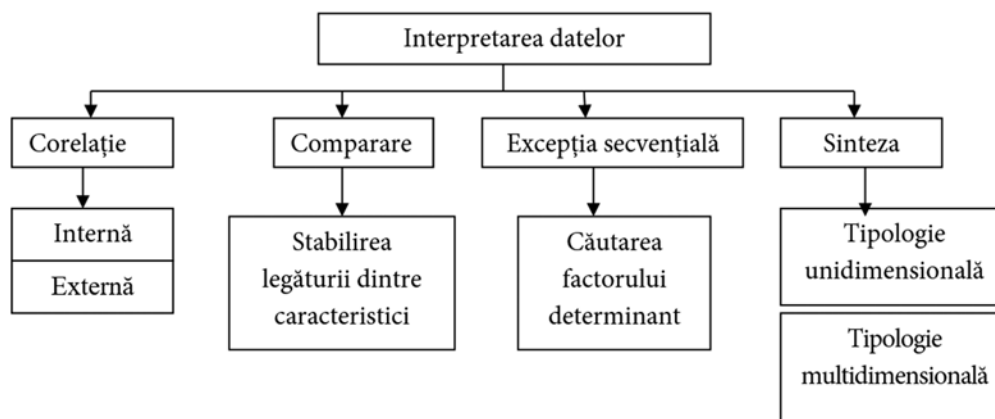 Interpretarea datelor
Corelație
Comparare
Excepția secvențială
Sinteza
Internă
Externă
Stabilirea
legăturii dintre
caracteristici
Căutarea
factorului
determinant
Tipologie
unidimensională
Tipologie
multidimensională